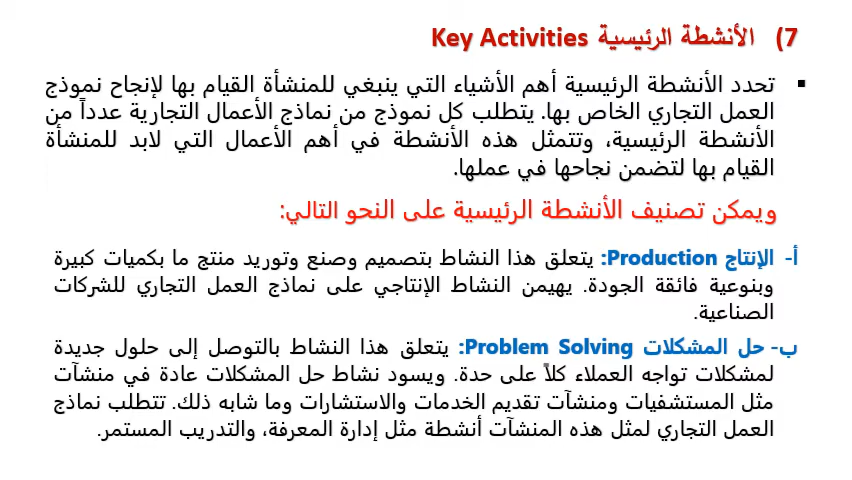 7) الأنشطة الرئيسية Key Activities
▪ تحدد الأنشطة الرئيسية أهم الأشياء التي ينبغي للمنشأة القيام بها لإنجاح نموذج
العمل التجاري الخاص بها. يتطلب كل نموذج من نماذج الأعمال التجارية عدداً من
الأنشطة الرئيسية، وتتمثل هذه الأنشطة في أهم الأعمال التي لابد للمنشأة
القيام بها لتضمن نجاحها في عملها.
ويمكن تصنيف الأنشطة الرئيسية على النحو التالي:
أ- الإنتاج Production: يتعلق هذا النشاط بتصميم وصنع وتوريد منتج ما بكميات كبيرة
وبنوعية فائقة الجودة. يهيمن النشاط الإنتاجي على نماذج العمل التجاري للشركات
الصناعية.
ب- حل المشكلات Problem Solving: يتعلق هذا النشاط بالتوصل إلى حلول جديدة
لمشكلات تواجه العملاء كلاً على حدة. ويسود نشاط حل المشكلات عادة في منشآت
مثل المستشفيات ومنشآت تقديم الخدمات والاستشارات وما شابه ذلك. تتطلب نماذج
العمل التجاري لمثل هذه المنشآت أنشطة مثل إدارة المعرفة، والتدريب المستمر.